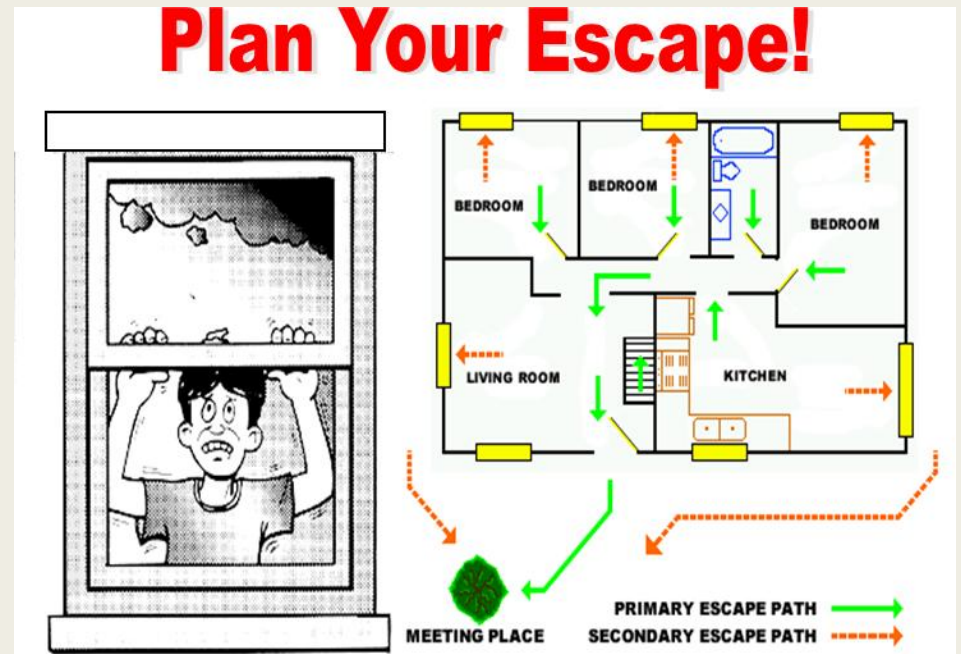 Plan Your Escape!
BEDROOM
BEDROOM
BEDROOM
LIVING ROOM
KITCHEN
MEETING PLACE
PRIMARY ESCAPE PATH
SECONDARY ESCAPE PATH